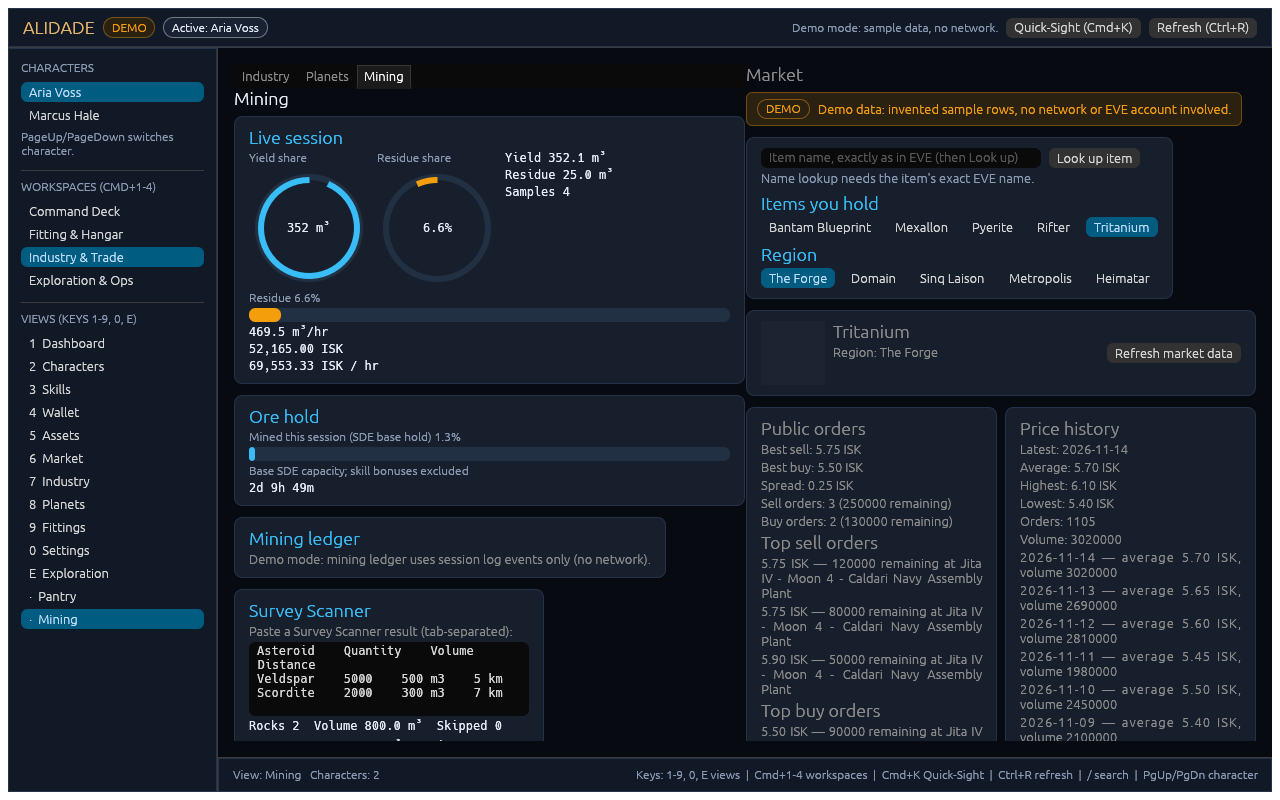 ALIDADE DEMO Active: Aria Voss
Demo mode: sample data, no network. Quick-Sight (Cmd+K) Refresh (Ctrl+R)
CHARACTERS
Aria Voss
Marcus Hale
PageUp/PageDown switches
character.
WORKSPACES (CMD+1-4)
Command Deck
Fitting & Hangar
Industry & Trade
Exploration & Ops
VIEWS (KEYS 1-9, 0, E)
1 Dashboard
2 Characters
3 Skills
4 Wallet
5 Assets
6 Market
7 Industry
8 Planets
9 Fittings
0 Settings
E Exploration
· Pantry
· Mining
Industry Planets Mining
Mining
Live session
Yield share Residue share
352 m³
6.6%
Yield 352.1 m³
Residue 25.0 m³
Samples 4
Residue 6.6%
469.5 m³/hr
52,165.00 ISK
69,553.33 ISK / hr
Ore hold
Mined this session (SDE base hold) 1.3%
Base SDE capacity; skill bonuses excluded
2d 9h 49m
Mining ledger
Demo mode: mining ledger uses session log events only (no network).
Survey Scanner
Paste a Survey Scanner result (tab-separated):
Asteroid Quantity Volume
Distance
Veldspar 5000 500 m3 5 km
Scordite 2000 300 m3 7 km
Rocks 2 Volume 800.0 m³ Skipped 0
Market
DEMO Demo data: invented sample rows, no network or EVE account involved.
Item name, exactly as in EVE (then Look up) Look up item
Name lookup needs the item's exact EVE name.
Items you hold
Bantam Blueprint Mexallon Pyerite Rifter Tritanium
Region
The Forge Domain Sinq Laison Metropolis Heimatar
Tritanium
Region: The Forge
Refresh market data
Public orders
Best sell: 5.75 ISK
Best buy: 5.50 ISK
Spread: 0.25 ISK
Sell orders: 3 (250000 remaining)
Buy orders: 2 (130000 remaining)
Top sell orders
5.75 ISK — 120000 remaining at Jita
IV - Moon 4 - Caldari Navy Assembly
Plant
5.75 ISK — 80000 remaining at Jita IV
- Moon 4 - Caldari Navy Assembly
Plant
5.90 ISK — 50000 remaining at Jita IV
- Moon 4 - Caldari Navy Assembly
Plant
Top buy orders
5.50 ISK — 90000 remaining at Jita IV
Price history
Latest: 2026-11-14
Average: 5.70 ISK
Highest: 6.10 ISK
Lowest: 5.40 ISK
Orders: 1105
Volume: 3020000
2026-11-14 — average 5.70 ISK,
volume 3020000
2026-11-13 — average 5.65 ISK,
volume 2690000
2026-11-12 — average 5.60 ISK,
volume 2810000
2026-11-11 — average 5.45 ISK,
volume 1980000
2026-11-10 — average 5.50 ISK,
volume 2450000
2026-11-09 — average 5.40 ISK,
volume 2100000
View: Mining Characters: 2
Keys: 1-9, 0, E views | Cmd+1-4 workspaces | Cmd+K Quick-Sight | Ctrl+R refresh | / search | PgUp/PgDn character